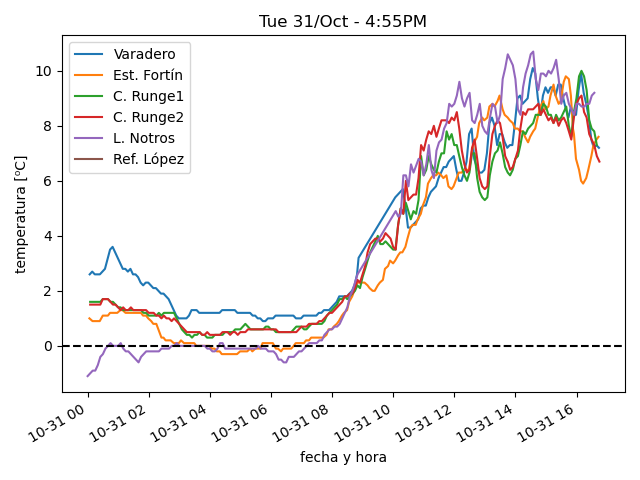 Tue 31/Oct - 4:55PM
Varadero
Est. Fortín
C. Runge1
C. Runge2
L. Notros
Ref. López
temperatura [ºC]
10
8
6
4
2
0
10-31 00
10-31 02
10-31 04
10-31 06
10-31 08
10-31 10
10-31 12
10-31 14
10-31 16
fecha y hora